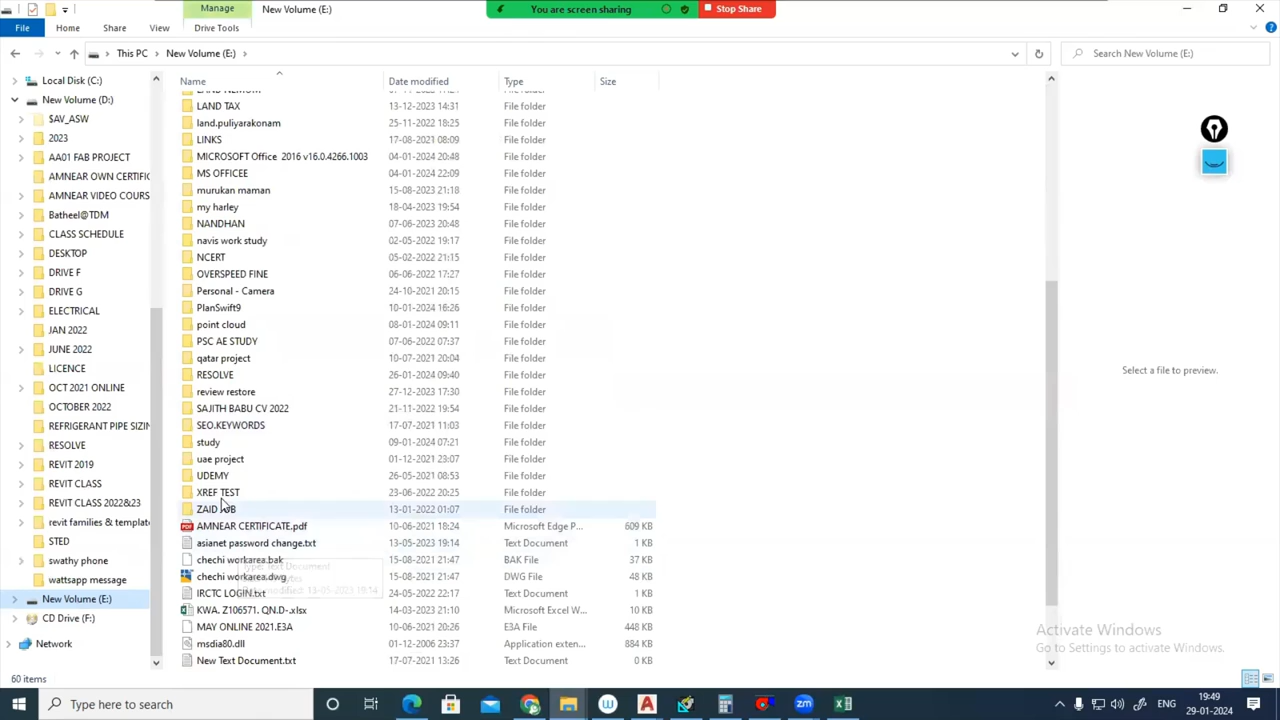 Manage
New Volume (E:)
You are screen sharing
Stop Share
File
Home
Share
View
Drive Tools
This PC
New Volume (E:)
Search New Volume (E:)
Name
Date modified
Type
Size
Local Disk (C:)
New Volume (D:)
$AV_ASW
2023
AA01 FAB PROJECT
AMNEAR OWN CERTIFIC
AMNEAR VIDEO COURS
Batheel@TDM
CLASS SCHEDULE
DESKTOP
DRIVE F
DRIVE G
ELECTRICAL
JAN 2022
JUNE 2022
LICENCE
OCT 2021 ONLINE
OCTOBER 2022
REFRIGERANT PIPE SIZIN
RESOLVE
REVIT 2019
REVIT CLASS
REVIT CLASS 2022&23
revit families & templat
STED
swathy phone
wattsapp message
New Volume (E:)
CD Drive (F:)
Network
LAND TAX 13-12-2023 14:31 File folder
land.puliyarakonam 25-11-2022 18:25 File folder
LINKS 17-08-2021 08:09 File folder
MICROSOFT Office 2016 v16.0.4266.1003 04-01-2024 20:48 File folder
MS OFFICEE 04-01-2024 22:09 File folder
murukan maman 15-08-2023 21:18 File folder
my harley 18-04-2023 19:54 File folder
NANDHAN 07-06-2023 20:48 File folder
navis work study 02-05-2022 19:17 File folder
NCERT 05-02-2022 21:15 File folder
OVERSPEED FINE 06-06-2022 17:27 File folder
Personal - Camera 24-10-2021 20:15 File folder
PlanSwift9 10-01-2024 16:26 File folder
point cloud 08-01-2024 09:11 File folder
PSC AE STUDY 07-06-2022 07:37 File folder
qatar project 10-07-2021 20:04 File folder
RESOLVE 26-01-2024 09:40 File folder
review restore 27-12-2023 17:30 File folder
SAJITH BABU CV 2022 21-11-2022 19:54 File folder
SEO.KEYWORDS 17-07-2021 11:03 File folder
study 09-01-2024 07:21 File folder
uae project 01-12-2021 23:07 File folder
UDEMY 26-05-2021 08:53 File folder
XREF TEST 23-06-2022 20:25 File folder
ZAID 13-01-2022 01:07 File folder
AMNEAR CERTIFICATE.pdf 10-06-2021 18:24 Microsoft Edge P... 609 KB
asianet password change.txt 13-05-2023 19:14 Text Document 1 KB
chechi workarea.bak 15-08-2021 21:47 BAK File 37 KB
chechi workarea.dwg 15-08-2021 21:47 DWG File 48 KB
IRCTC LOGIN.txt 24-05-2022 22:17 Text Document 1 KB
KWA. Z106571. QN.D-.xlsx 14-03-2023 21:10 Microsoft Excel W... 10 KB
MAY ONLINE 2021.E3A 10-06-2021 20:26 E3A File 448 KB
msdia80.dll 01-12-2006 23:37 Application exten... 884 KB
New Text Document.txt 17-07-2021 13:26 Text Document 0 KB
Select a file to preview.
Activate Windows
Go to Settings to activate Windows.
60 items
Type here to search
ENG
19:49
29-01-2024